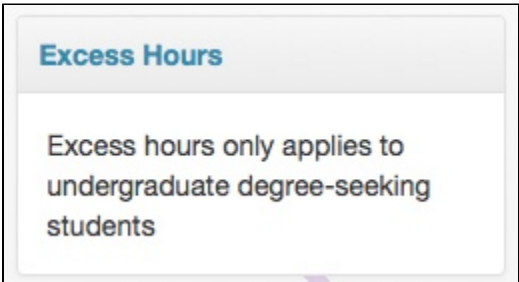 Excess Hours
Excess hours only applies to
undergraduate degree-seeking
students